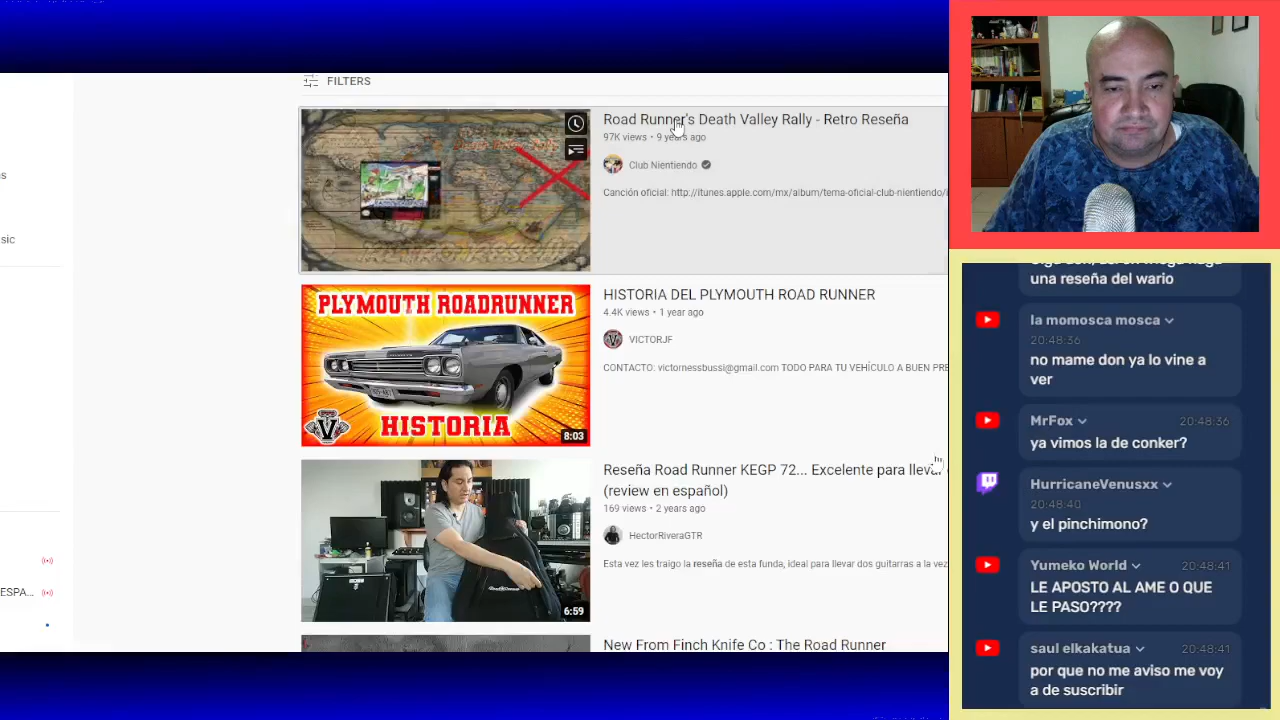 FILTERS
Road Runner's Death Valley Rally - Retro Reseña
97K views • 9 years ago
Club Nientiendo
Canción oficial: http://itunes.apple.com/mx/album/tema-oficial-club-nientiendo/
PLYMOUTH ROADRUNNER
HISTORIA
V
8:03
HISTORIA DEL PLYMOUTH ROAD RUNNER
4.4K views • 1 year ago
VICTORJF
CONTACTO: victornessbussi@gmail.com TODO PARA TU VEHÍCULO A BUEN PRE
6:59
Reseña Road Runner KEGP 72... Excelente para llevar
(review en español)
169 views • 2 years ago
HectorRiveraGTR
Esta vez les traigo la reseña de esta funda, ideal para llevar dos guitarras a la vez
New From Finch Knife Co : The Road Runner
s
sic
ESPA...
una reseña del wario
la momosca mosca
20:48:36
no mame don ya lo vine a
ver
MrFox 20:48:36
ya vimos la de conker?
HurricaneVenusxx
20:48:40
y el pinchimono?
Yumeko World 20:48:41
LE APOSTO AL AME O QUE
LE PASO????
saul elkakatua 20:48:41
por que no me aviso me voy
a de suscribir